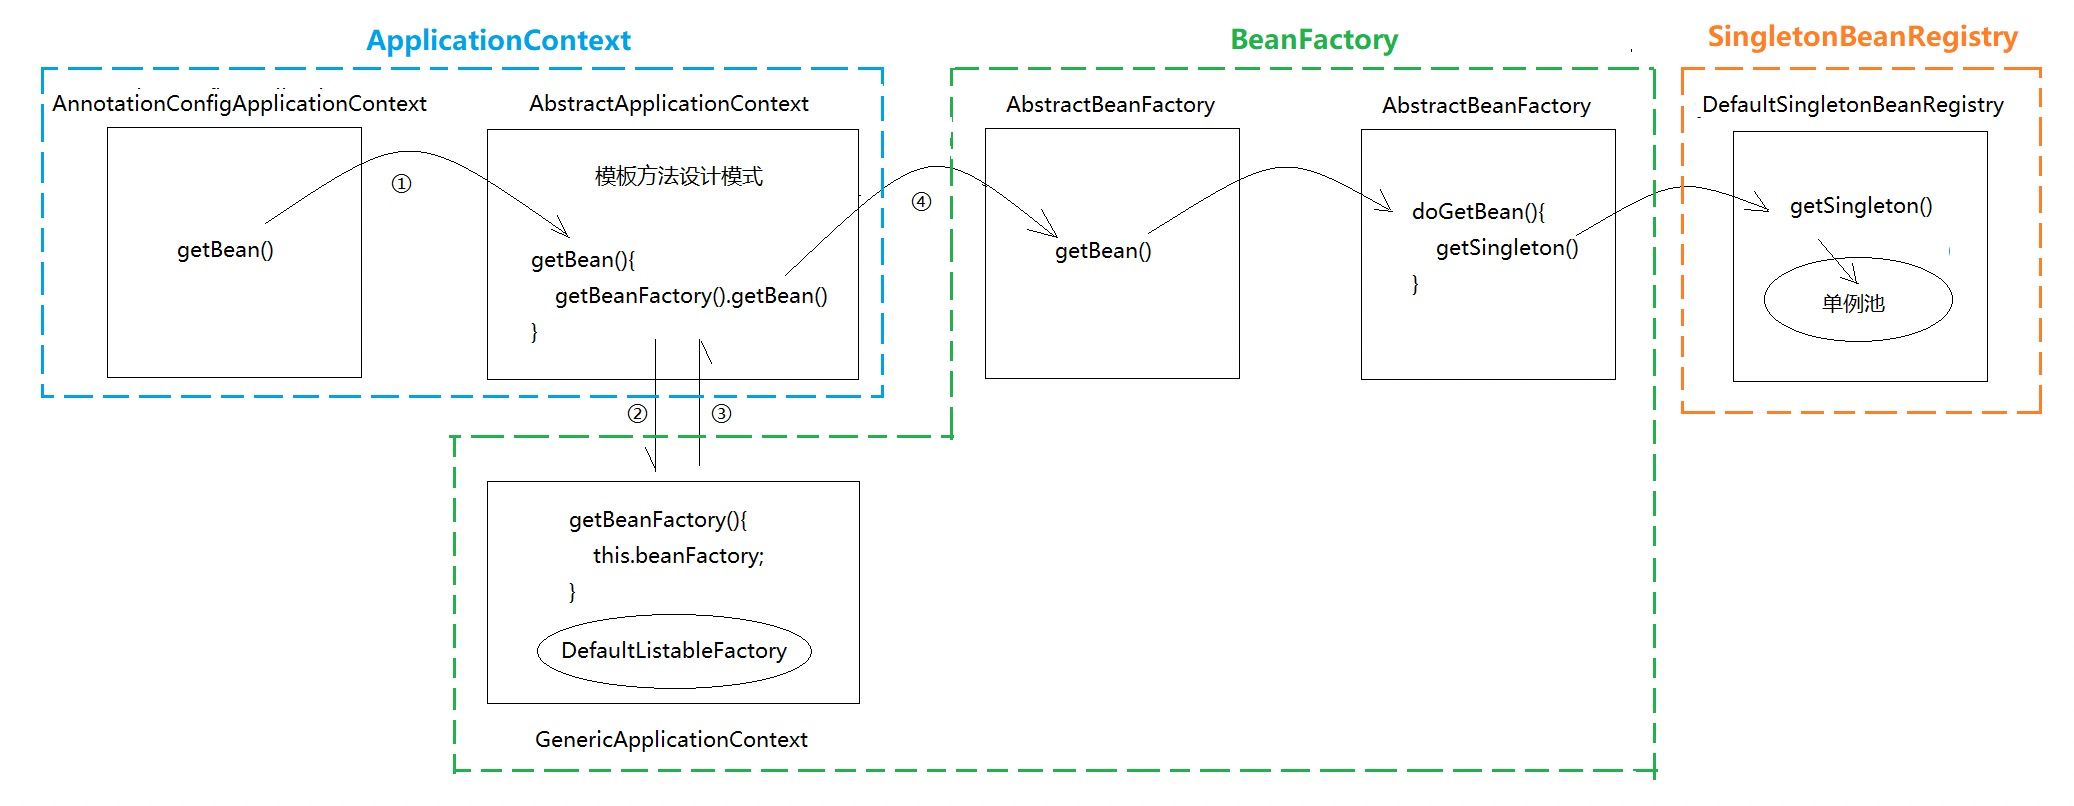 ApplicationContext
BeanFactory
SingletonBeanRegistry
AnnotationConfigApplicationContext
getBean()
①
AbstractApplicationContext
模板方法设计模式
getBean(){
getBeanFactory().getBean()
}
②
③
getBeanFactory(){
this.beanFactory;
}
DefaultListableFactory
GenericApplicationContext
④
AbstractBeanFactory
getBean()
AbstractBeanFactory
doGetBean(){
getSingleton()
}
DefaultSingletonBeanRegistry
getSingleton()
单例池